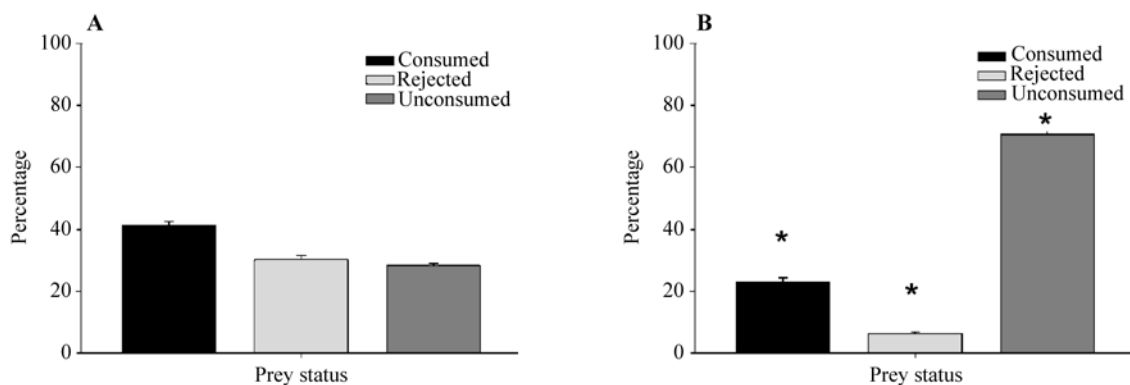 A
100
80
60
40
20
0
Percentage
Consumed
Rejected
Unconsumed
Prey status
B
100
80
60
40
20
0
Percentage
Consumed
Rejected
Unconsumed
*
*
*
Prey status